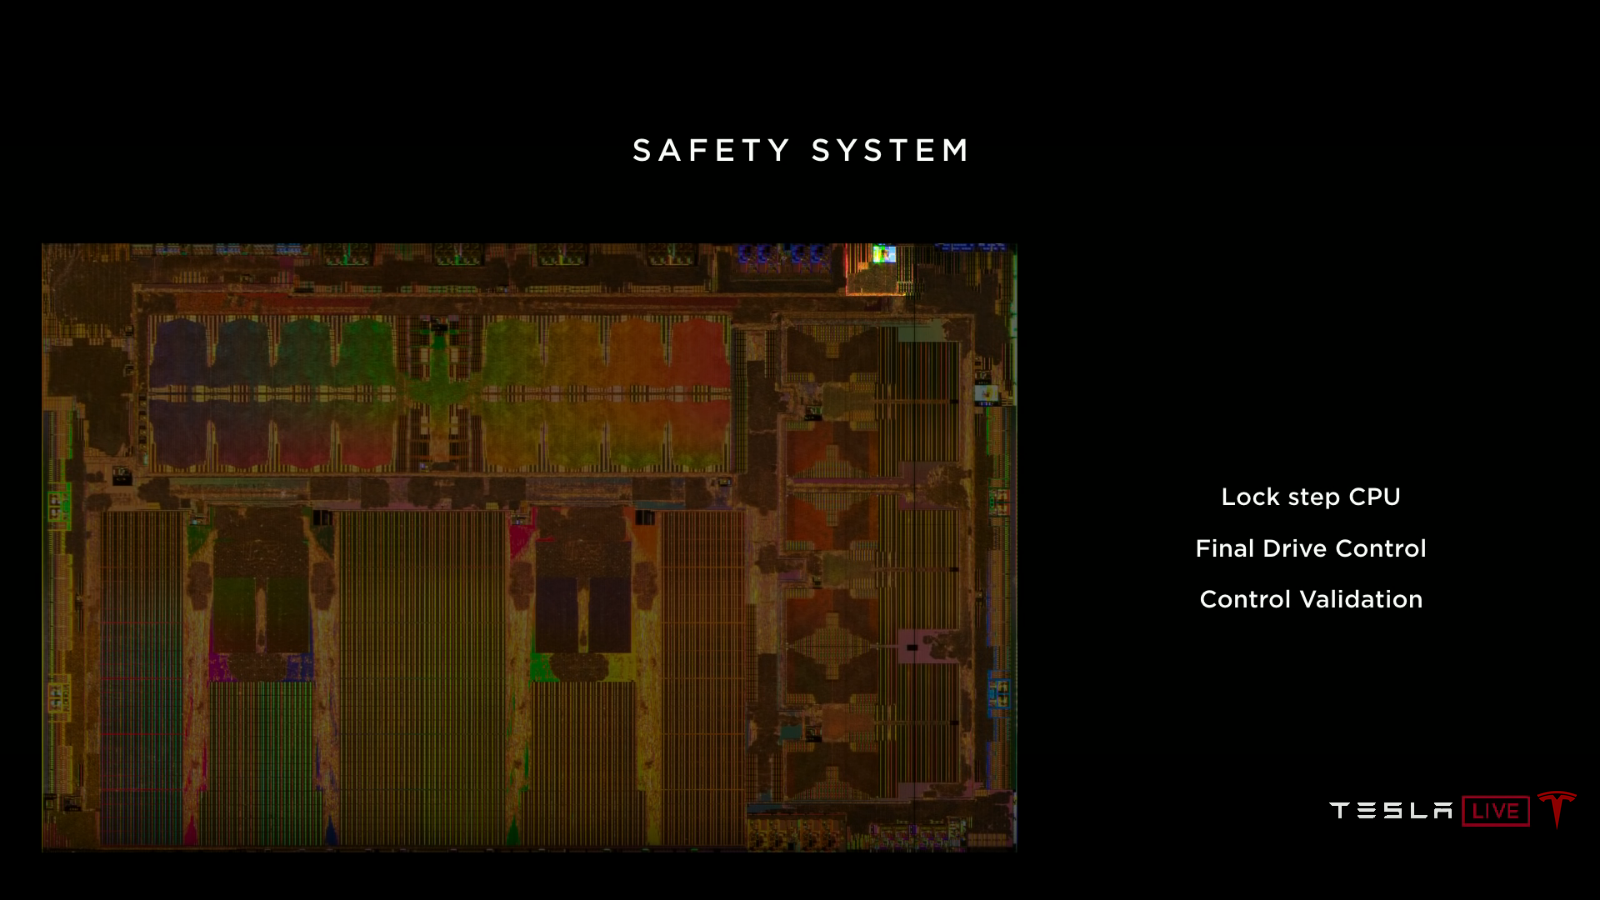 SAFETY SYSTEM
Lock step CPU
Final Drive Control
Control Validation
TESLA LIVE